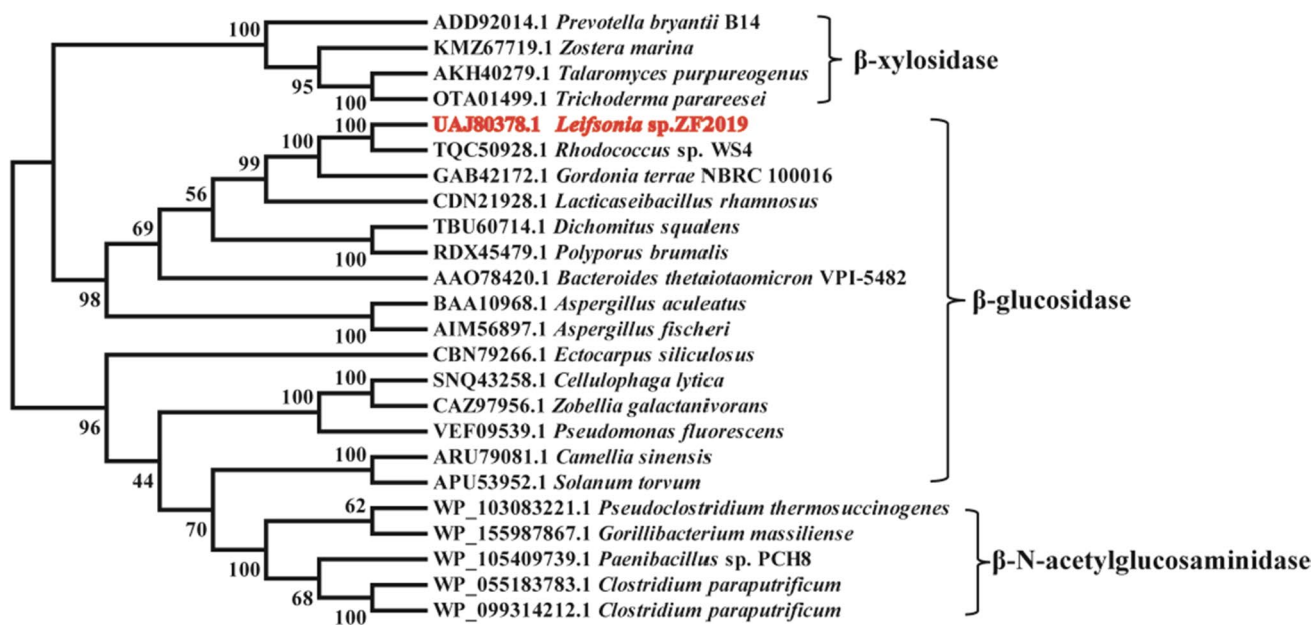 100
ADD92014.1 Prevotella bryantii B14
KMZ67719.1 Zostera marina
95
AKH40279.1 Talaromyces purpureogenus
100
OTA01499.1 Trichoderma parareesei
β-xylosidase
100
UAJ80378.1 Leifsonia sp.ZF2019
100
TQC50928.1 Rhodococcus sp. WS4
99
GAB42172.1 Gordonia terrae NBRC 100016
56
CDN21928.1 Lacticaseibacillus rhamnosus
69
TBU60714.1 Dichomitus squalens
100
RDX45479.1 Polyporus brumalis
98
AAO78420.1 Bacteroides thetaiotaomicron VPI-5482
BAA10968.1 Aspergillus aculeatus
100
AIM56897.1 Aspergillus fischeri
β-glucosidase
CBN79266.1 Ectocarpus siliculosus
100
SNQ43258.1 Cellulophaga lytica
100
CAZ97956.1 Zobellia galactanivorans
96
VEF09539.1 Pseudomonas fluorescens
44
100
ARU79081.1 Camellia sinensis
APU53952.1 Solanum torvum
70
62
WP_103083221.1 Pseudoclostridium thermosuccinogenes
WP_155987867.1 Gorillibacterium massiliense
100
WP_105409739.1 Paenibacillus sp. PCH8
68
WP_055183783.1 Clostridium paraputrificum
100
WP_099314212.1 Clostridium paraputrificum
β-N-acetylglucosaminidase